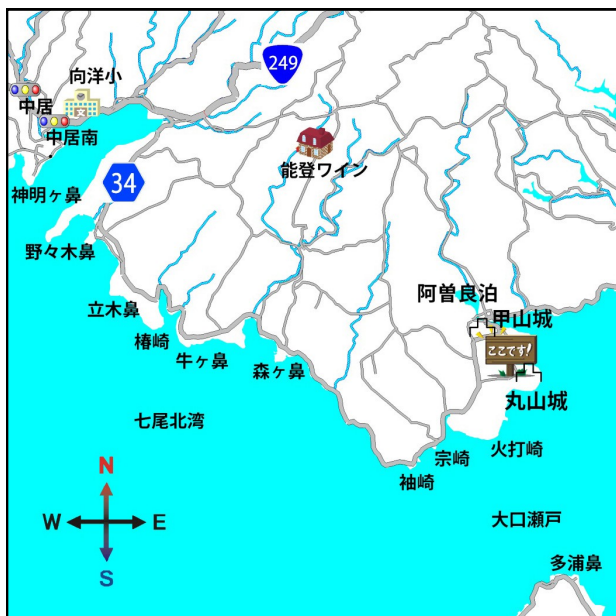 249
向洋小
文
中居
中居南
能登ワイン
34
神明ヶ鼻
野々木鼻
阿曽良泊
甲山城
立木鼻
ここです!
椿崎
牛ヶ鼻
森ヶ鼻
丸山城
七尾北湾
火打崎
宗崎
袖崎
N
W
E
S
大口瀬戸
多浦鼻